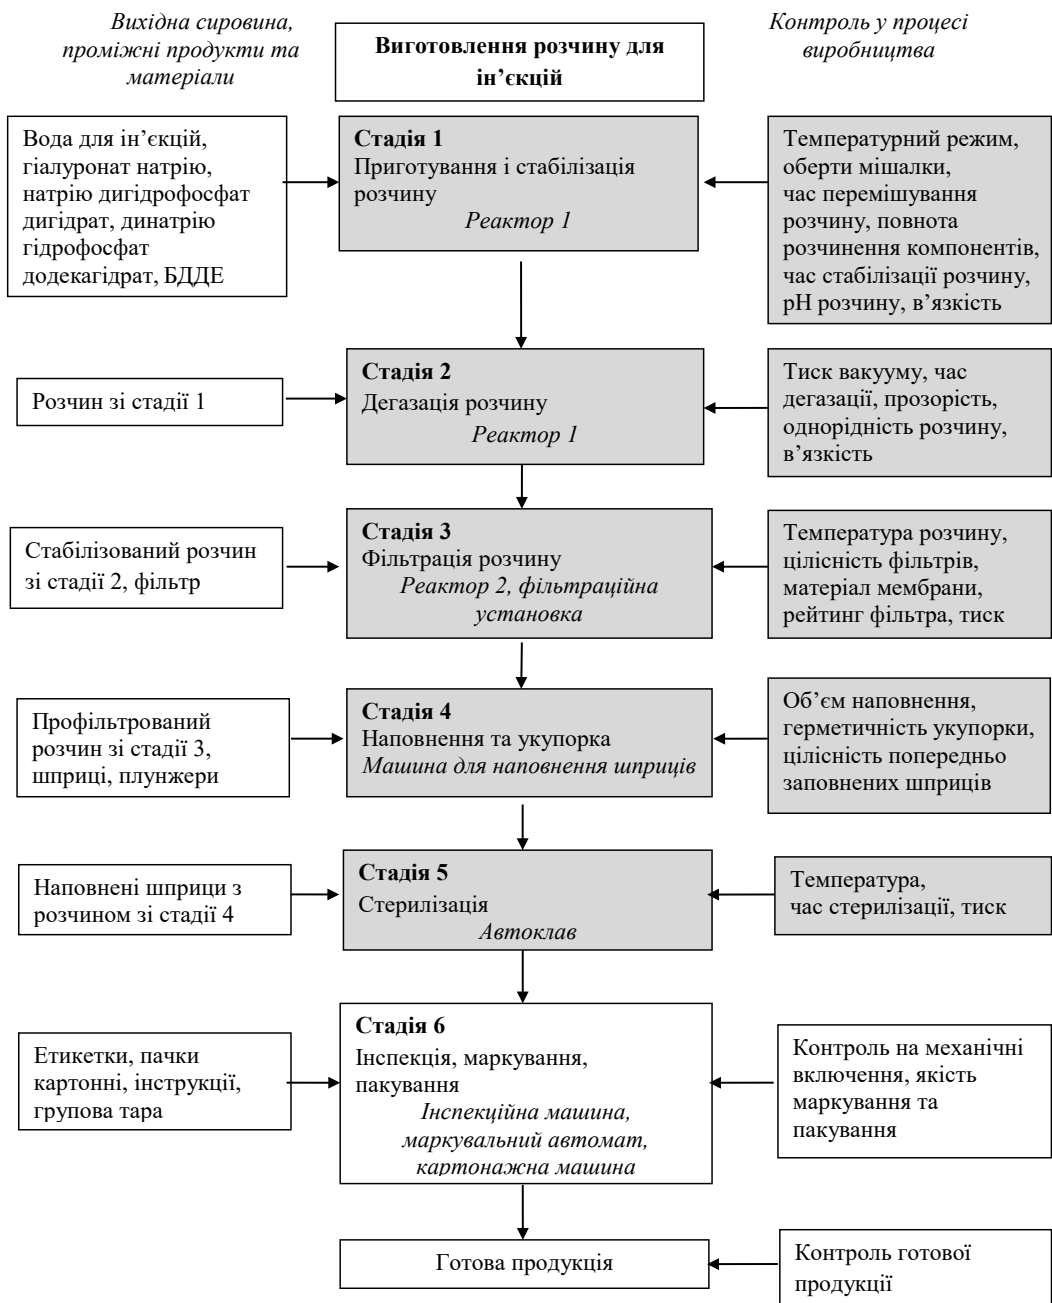 Вихідна сировина,
проміжні продукти та
матеріали
Виготовлення розчину для
ін’єкцій
Контроль у процесі
виробництва
Вода для ін’єкцій,
гіалуронат натрію,
натрію дигідрофосфат
дигідрат, динатрію
гідрофосфат
додекагідрат, БДДЕ
Стадія 1
Приготування і стабілізація
розчину
Реактор 1
Температурний режим,
оберти мішалки,
час перемішування
розчину, повнота
розчинення компонентів,
час стабілізації розчину,
рН розчину, в’язкість
Розчин зі стадії 1
Стадія 2
Дегазація розчину
Реактор 1
Тиск вакууму, час
дегазації, прозорість,
однорідність розчину,
в’язкість
Стабілізований розчин
зі стадії 2, фільтр
Стадія 3
Фільтрація розчину
Реактор 2, фільтраційна
установка
Температура розчину,
цілісність фільтрів,
матеріал мембрани,
рейтинг фільтра, тиск
Профільтрований
розчин зі стадії 3,
шприці, плунжери
Стадія 4
Наповнення та укупорка
Машина для наповнення шприців
Об’єм наповнення,
герметичність укупорки,
цілісність попередньо
заповнених шприців
Наповнені шприци з
розчином зі стадії 4
Стадія 5
Стерилізація
Автоклав
Температура,
час стерилізації, тиск
Етикетки, пачки
картонні, інструкції,
групова тара
Стадія 6
Інспекція, маркування,
пакування
Інспекційна машина,
маркувальний автомат,
картонажна машина
Контроль на механічні
включення, якість
маркування та
пакування
Готова продукція
Контроль готової
продукції